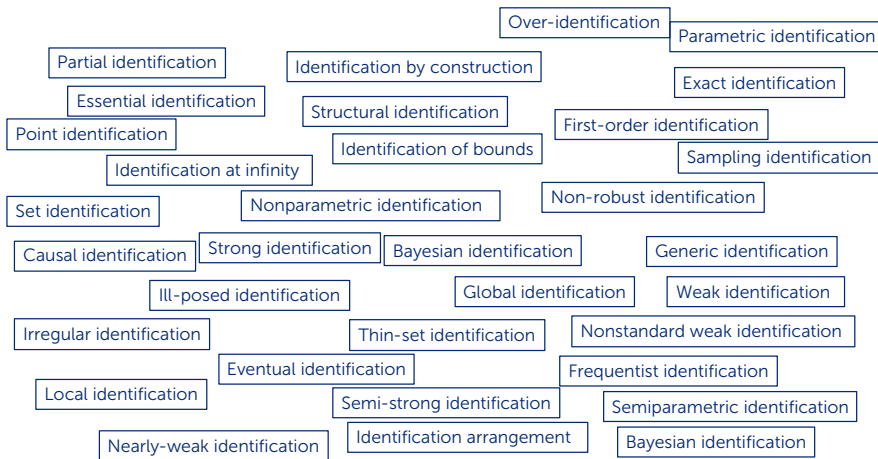 Over-identification
Parametric identification
Partial identification
Identification by construction
Exact identification
Essential identification
Structural identification
First-order identification
Point identification
Identification of bounds
Sampling identification
Identification at infinity
Non-robust identification
Set identification
Nonparametric identification
Strong identification
Causal identification
Bayesian identification
Generic identification
Ill-posed identification
Global identification
Weak identification
Irregular identification
Thin-set identification
Nonstandard weak identification
Eventual identification
Frequentist identification
Local identification
Semi-strong identification
Semiparametric identification
Nearly-weak identification
Identification arrangement
Bayesian identification